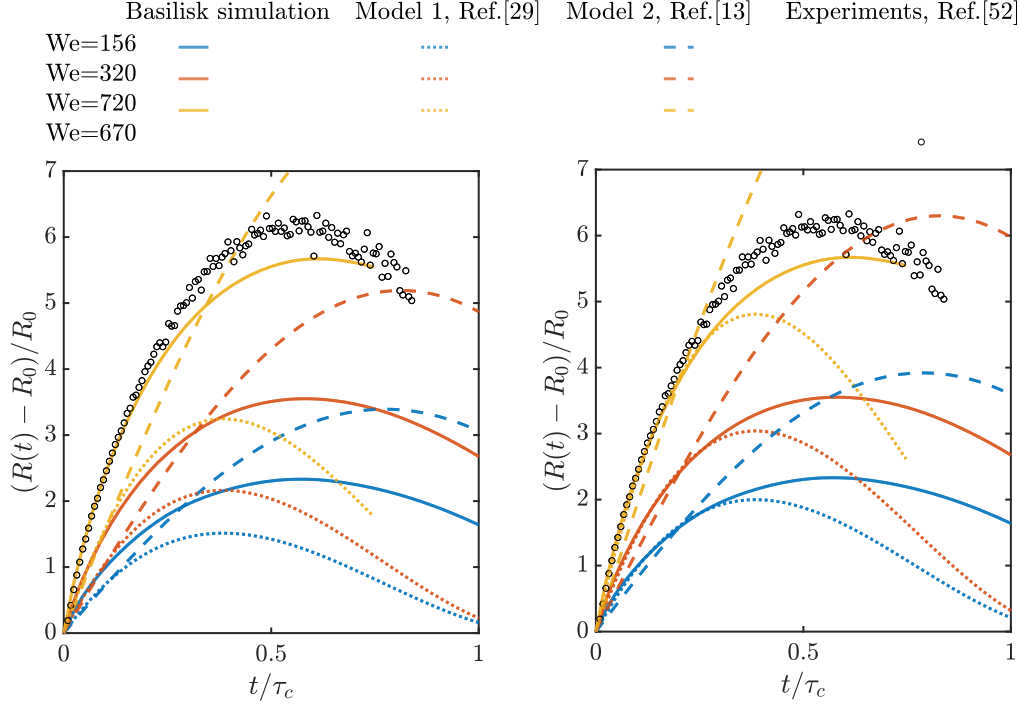 Basilisk simulation Model 1, Ref.[29] Model 2, Ref.[13] Experiments, Ref.[52]
We=156
We=320
We=720
We=670
7
6
5
4
3
2
1
0
0 0.5 1
(R(t) − R₀)/R₀
t/τ_c
7
6
5
4
3
2
1
0
0 0.5 1
(R(t) − R₀)/R₀
t/τ_c